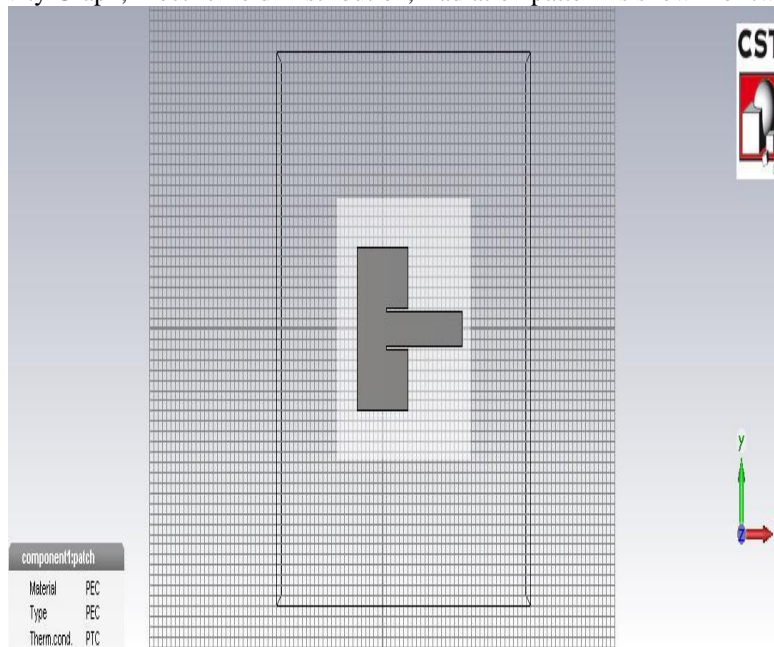 CST
y
z
component1:patch
Material PEC
Type PEC
Therm.cond. PTC